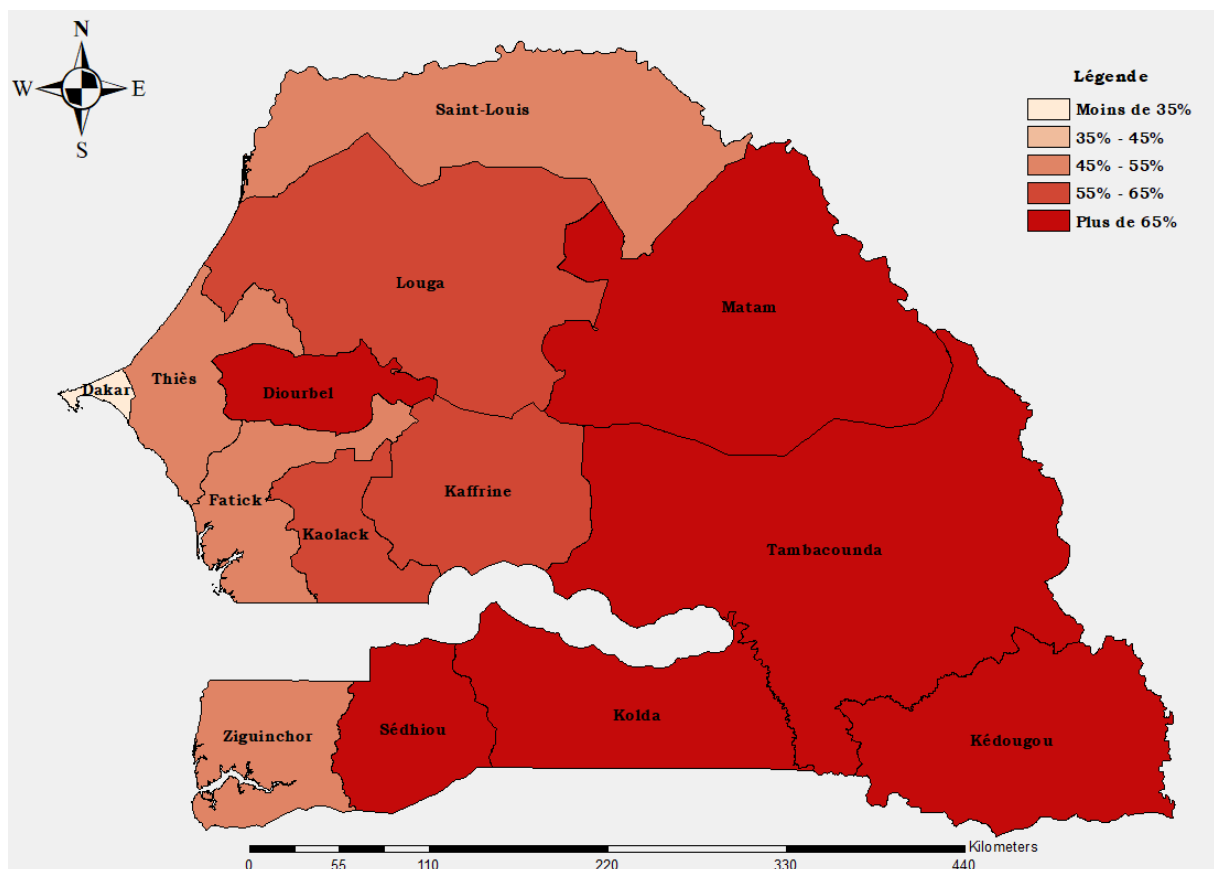 N
W E
S
Légende
Moins de 35%
35% - 45%
45% - 55%
55% - 65%
Plus de 65%
Saint-Louis
Louga
Matam
Dakar
Thiès
Diourbel
Fatick
Kaolack
Kaffrine
Tambacounda
Ziguinchor
Sédhiou
Kolda
Kédougou
Kilometers
0 55 110 220 330 440